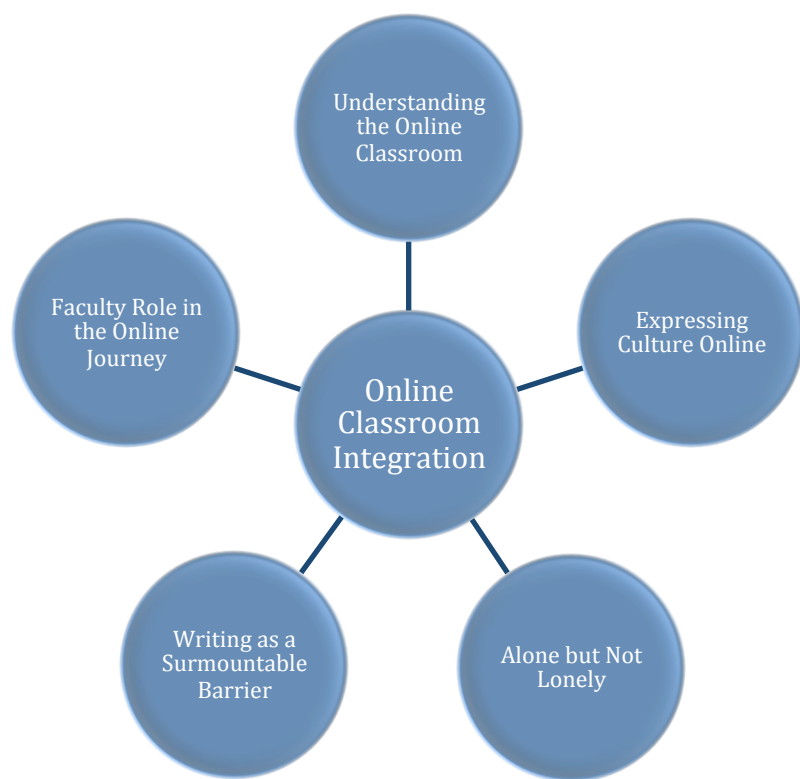 Understanding
the Online
Classroom
Faculty Role in
the Online
Journey
Expressing
Culture Online
Online
Classroom
Integration
Writing as a
Surmountable
Barrier
Alone but Not
Lonely